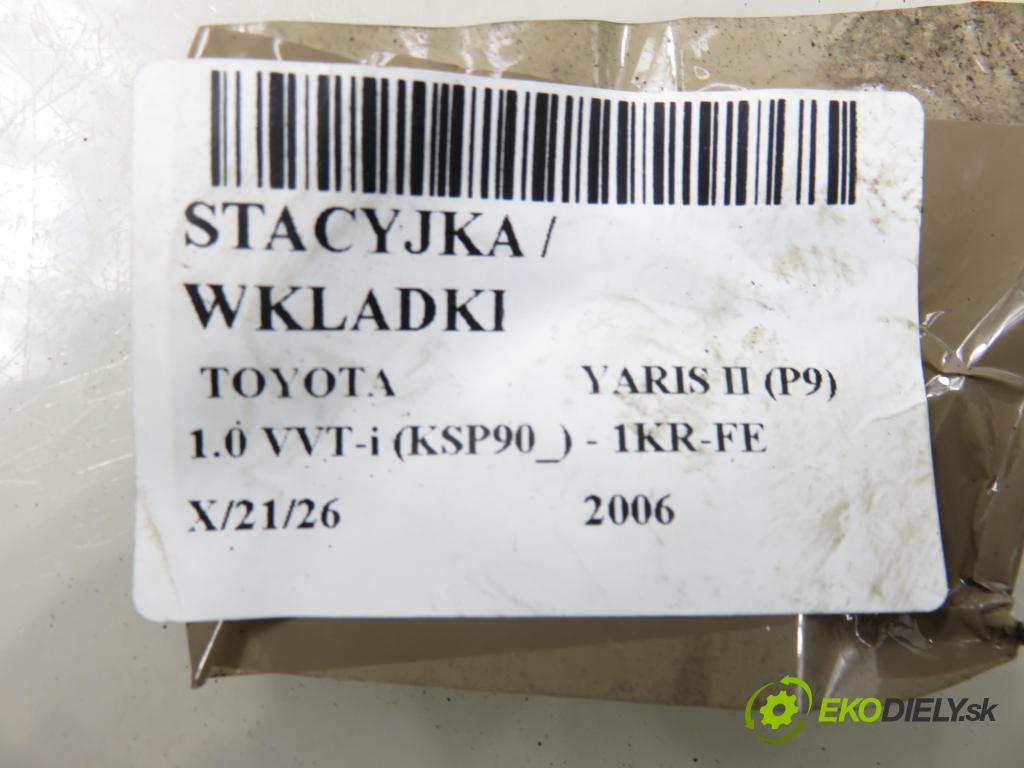 STACYJKA /
WKLADKI
TOYOTA YARIS II (P9)
1.0 VVT-i (KSP90_) - 1KR-FE
X/21/26 2006
EKODIELY.sk